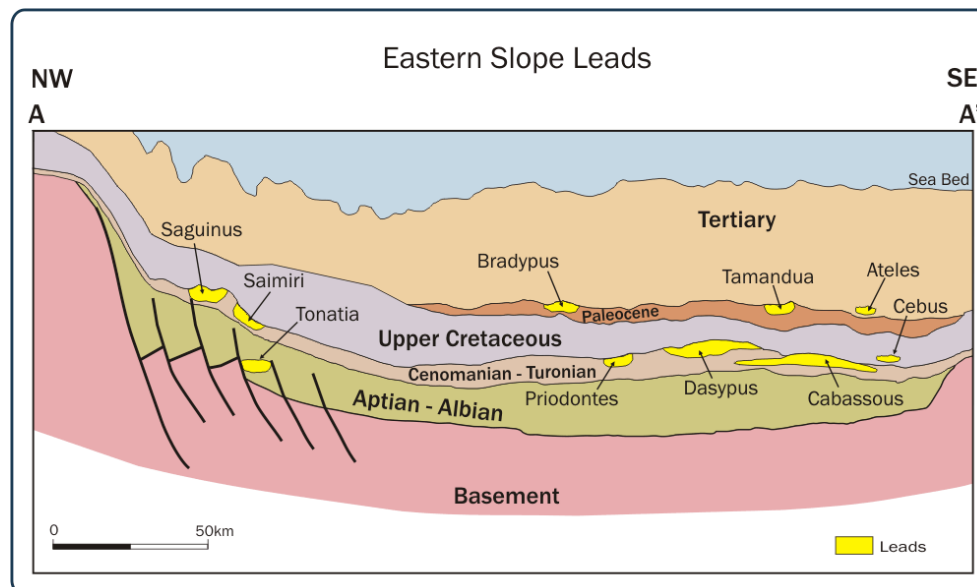 Eastern Slope Leads
NW
SE
A
A'
Sea Bed
Tertiary
Saguinus
Bradypus
Tamandua
Ateles
Saimiri
Cebus
Tonatia
Paleocene
Upper Cretaceous
Cenomanian - Turonian
Priodontes
Dasypus
Cabassous
Aptian - Albian
Basement
0
50km
Leads